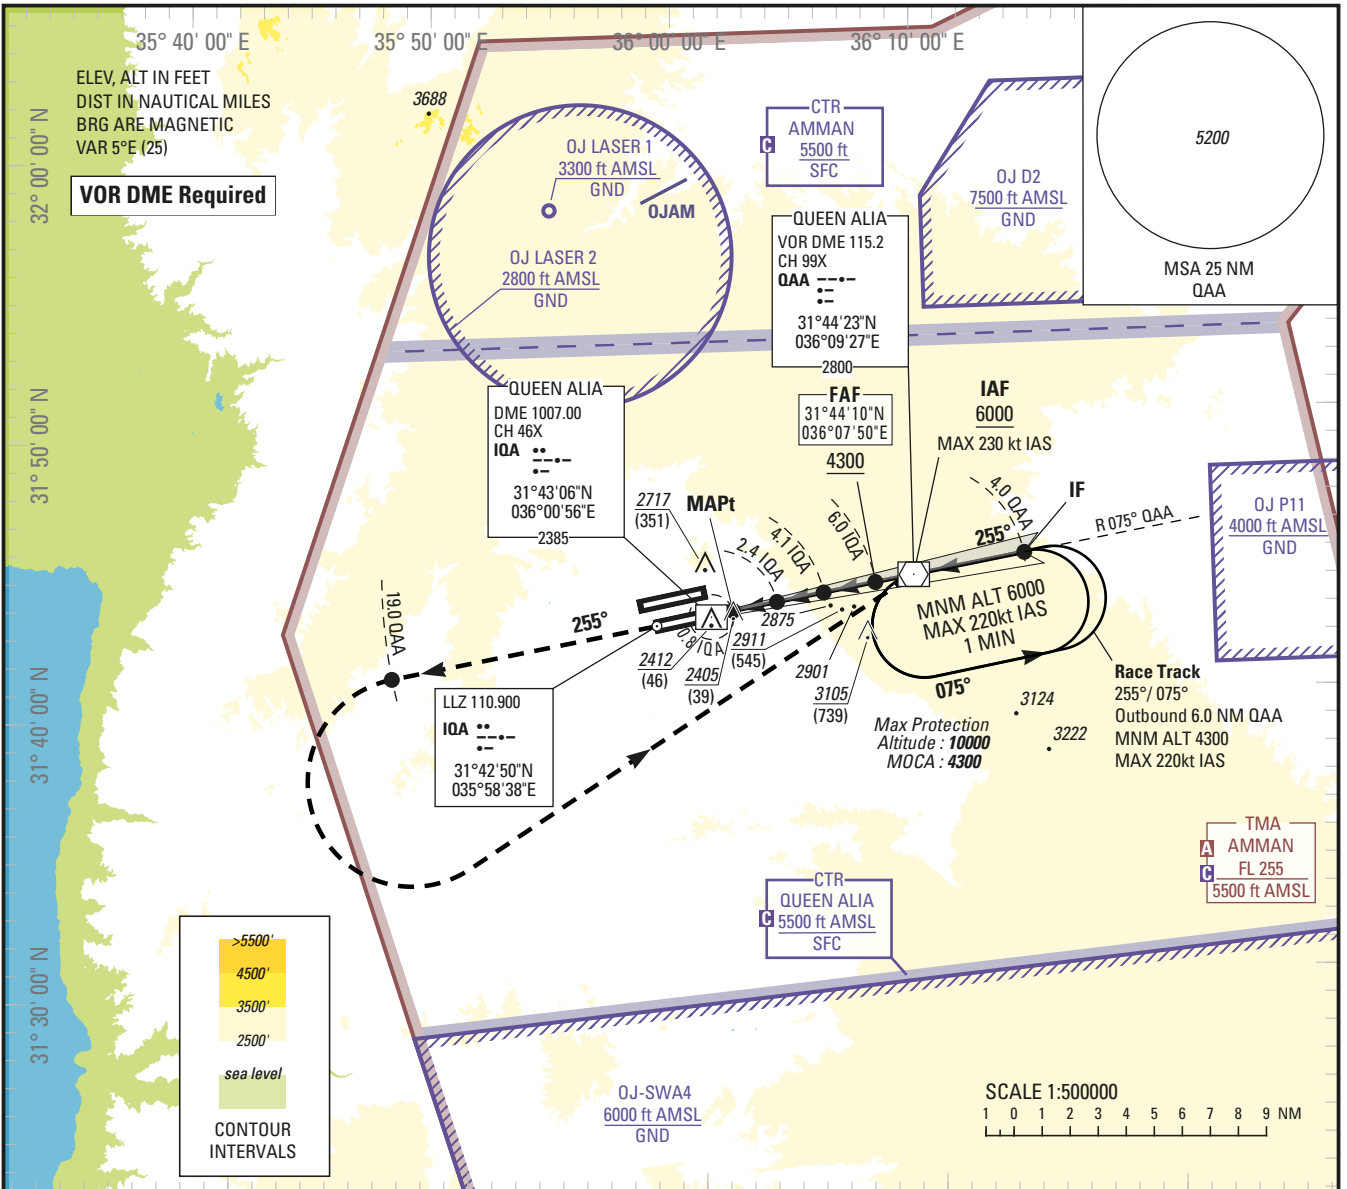 35° 40' 00" E
35° 50' 00" E
36° 00' 00" E
36° 10' 00" E
ELEV, ALT IN FEET
DIST IN NAUTICAL MILES
BRG ARE MAGNETIC
VAR 5°E (25)
VOR DME Required
32° 00' 00" N
31° 50' 00" N
31° 40' 00" N
31° 30' 00" N
3688
OJ LASER 1
3300 ft AMSL
GND
OJAM
OJ LASER 2
2800 ft AMSL
GND
CTR
AMMAN
C
5500 ft
SFC
OJ D2
7500 ft AMSL
GND
5200
MSA 25 NM
QAA
QUEEN ALIA
VOR DME 115.2
CH 99X
QAA
31°44'23"N
036°09'27"E
2800
QUEEN ALIA
DME 1007.00
CH 46X
IQA
31°43'06"N
036°00'56"E
2385
FAF
31°44'10"N
036°07'50"E
4300
IAF
6000
MAX 230 kt IAS
IF
4.0 QAA
R 075° QAA
255°
OJ P11
4000 ft AMSL
GND
2717
(351)
MAPt
2.4 IQA
4.1 IQA
6.0 IQA
0.8 IQA
19.0 QAA
255°
2875
2911
(545)
2412
(46)
2405
(39)
2901
3105
(739)
MNM ALT 6000
MAX 220kt IAS
1 MIN
075°
3124
3222
Race Track
255°/ 075°
Outbound 6.0 NM QAA
MNM ALT 4300
MAX 220kt IAS
Max Protection
Altitude : 10000
MOCA : 4300
LLZ 110.900
IQA
31°42'50"N
035°58'38"E
TMA
A AMMAN
C FL 255
5500 ft AMSL
CTR
QUEEN ALIA
C 5500 ft AMSL
SFC
>5500'
4500'
3500'
2500'
sea level
CONTOUR
INTERVALS
OJ-SWA4
6000 ft AMSL
GND
SCALE 1:500000
1 0 1 2 3 4 5 6 7 8 9 NM